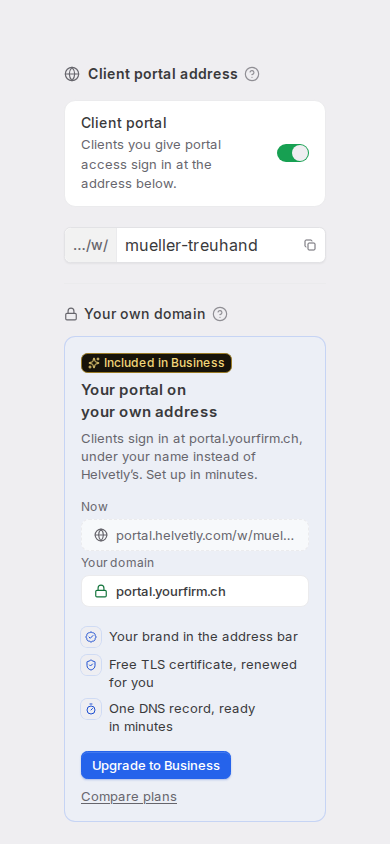 Client portal address
Client portal
Clients you give portal
access sign in at the
address below.
.../w/ mueller-treuhand
Your own domain
Included in Business
Your portal on
your own address
Clients sign in at portal.yourfirm.ch,
under your name instead of
Helvetly's. Set up in minutes.
Now
portal.helvetly.com/w/muel...
Your domain
portal.yourfirm.ch
Your brand in the address bar
Free TLS certificate, renewed
for you
One DNS record, ready
in minutes
Upgrade to Business
Compare plans